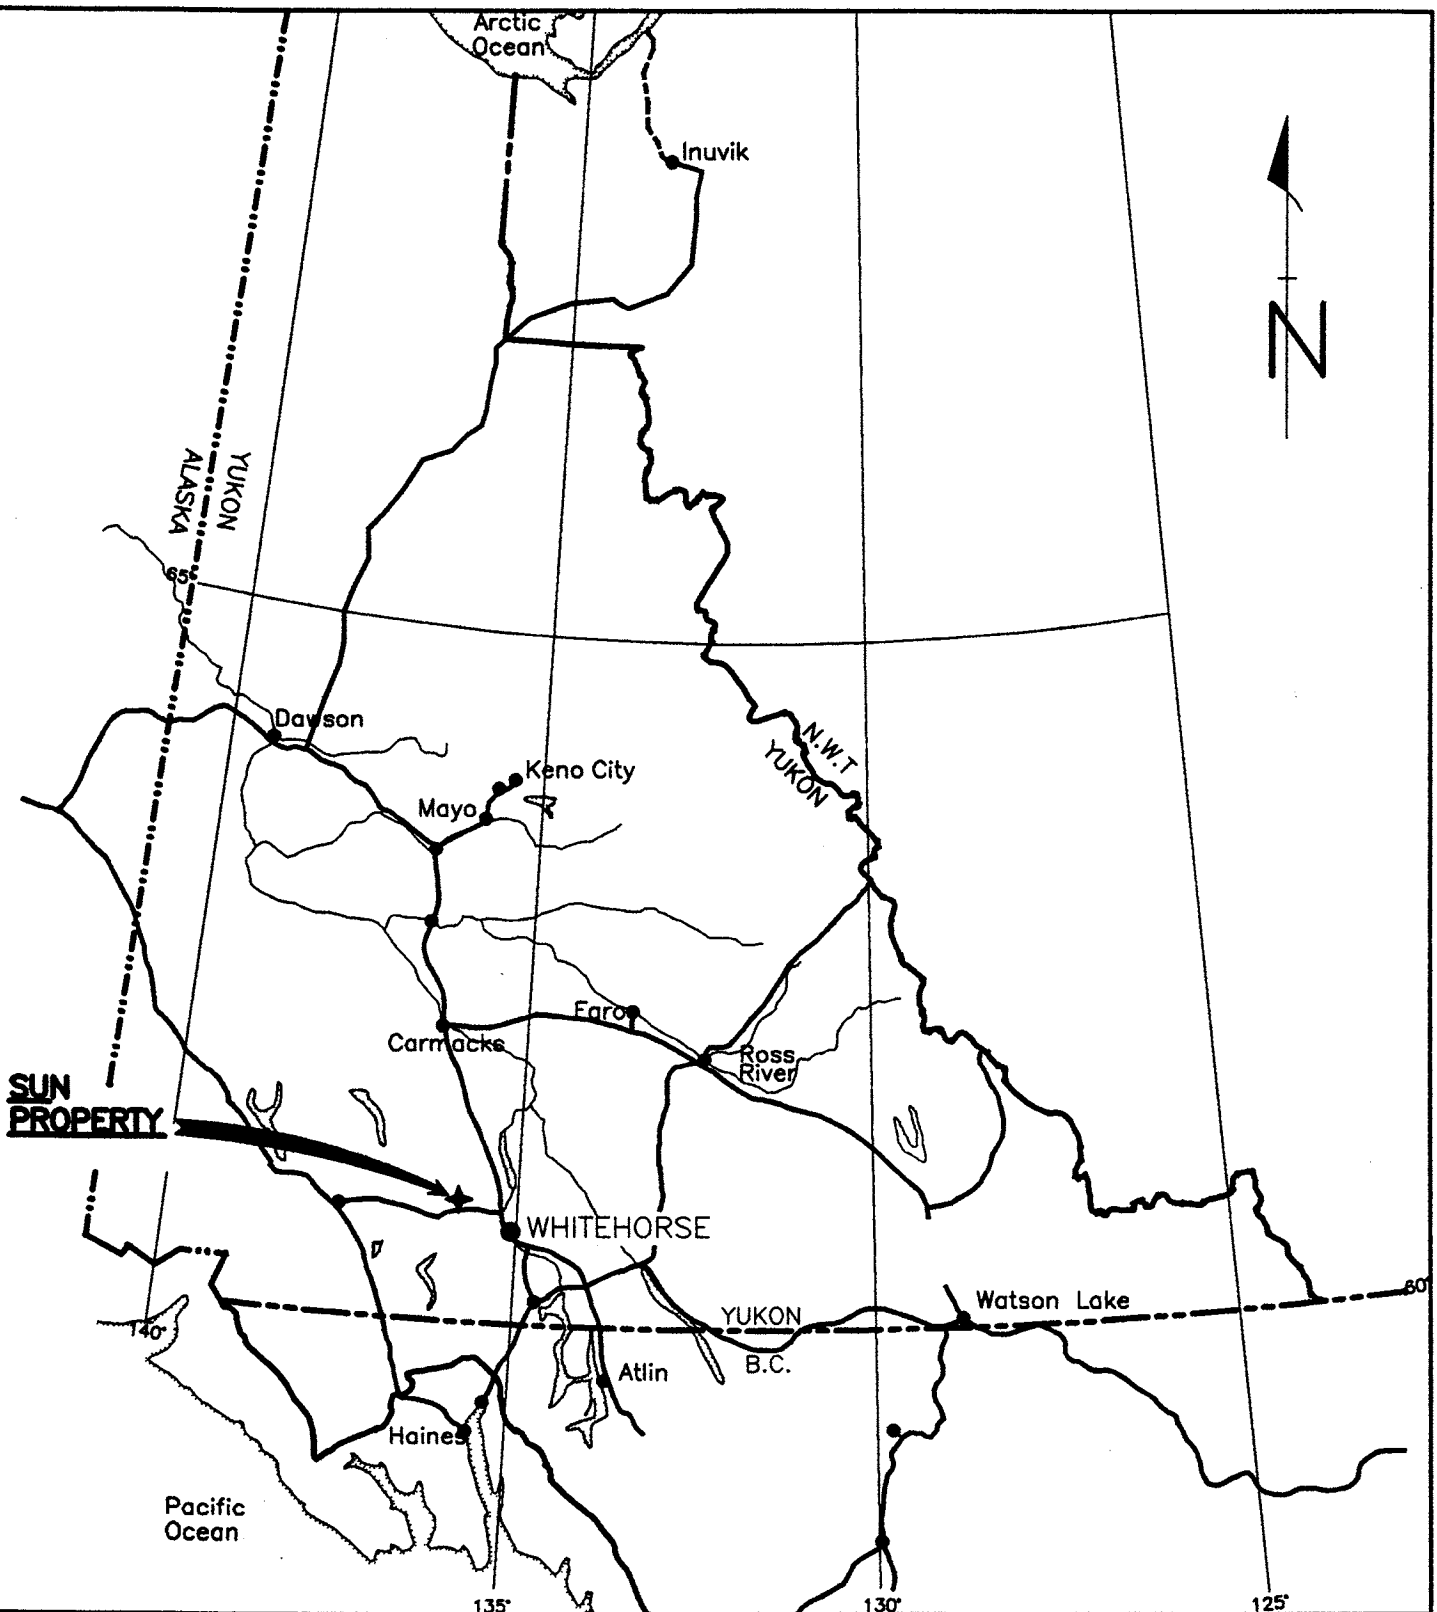 Arctic
Ocean
Inuvik
N
YUKON
ALASKA
65°
Dawson
N.W.T
YUKON
Keno City
Mayo
Faro
Carmacks
Ross
River
SUN
PROPERTY
WHITEHORSE
60°
Watson Lake
YUKON
140°
B.C.
Atlin
Haines
Pacific
Ocean
135°
130°
125°